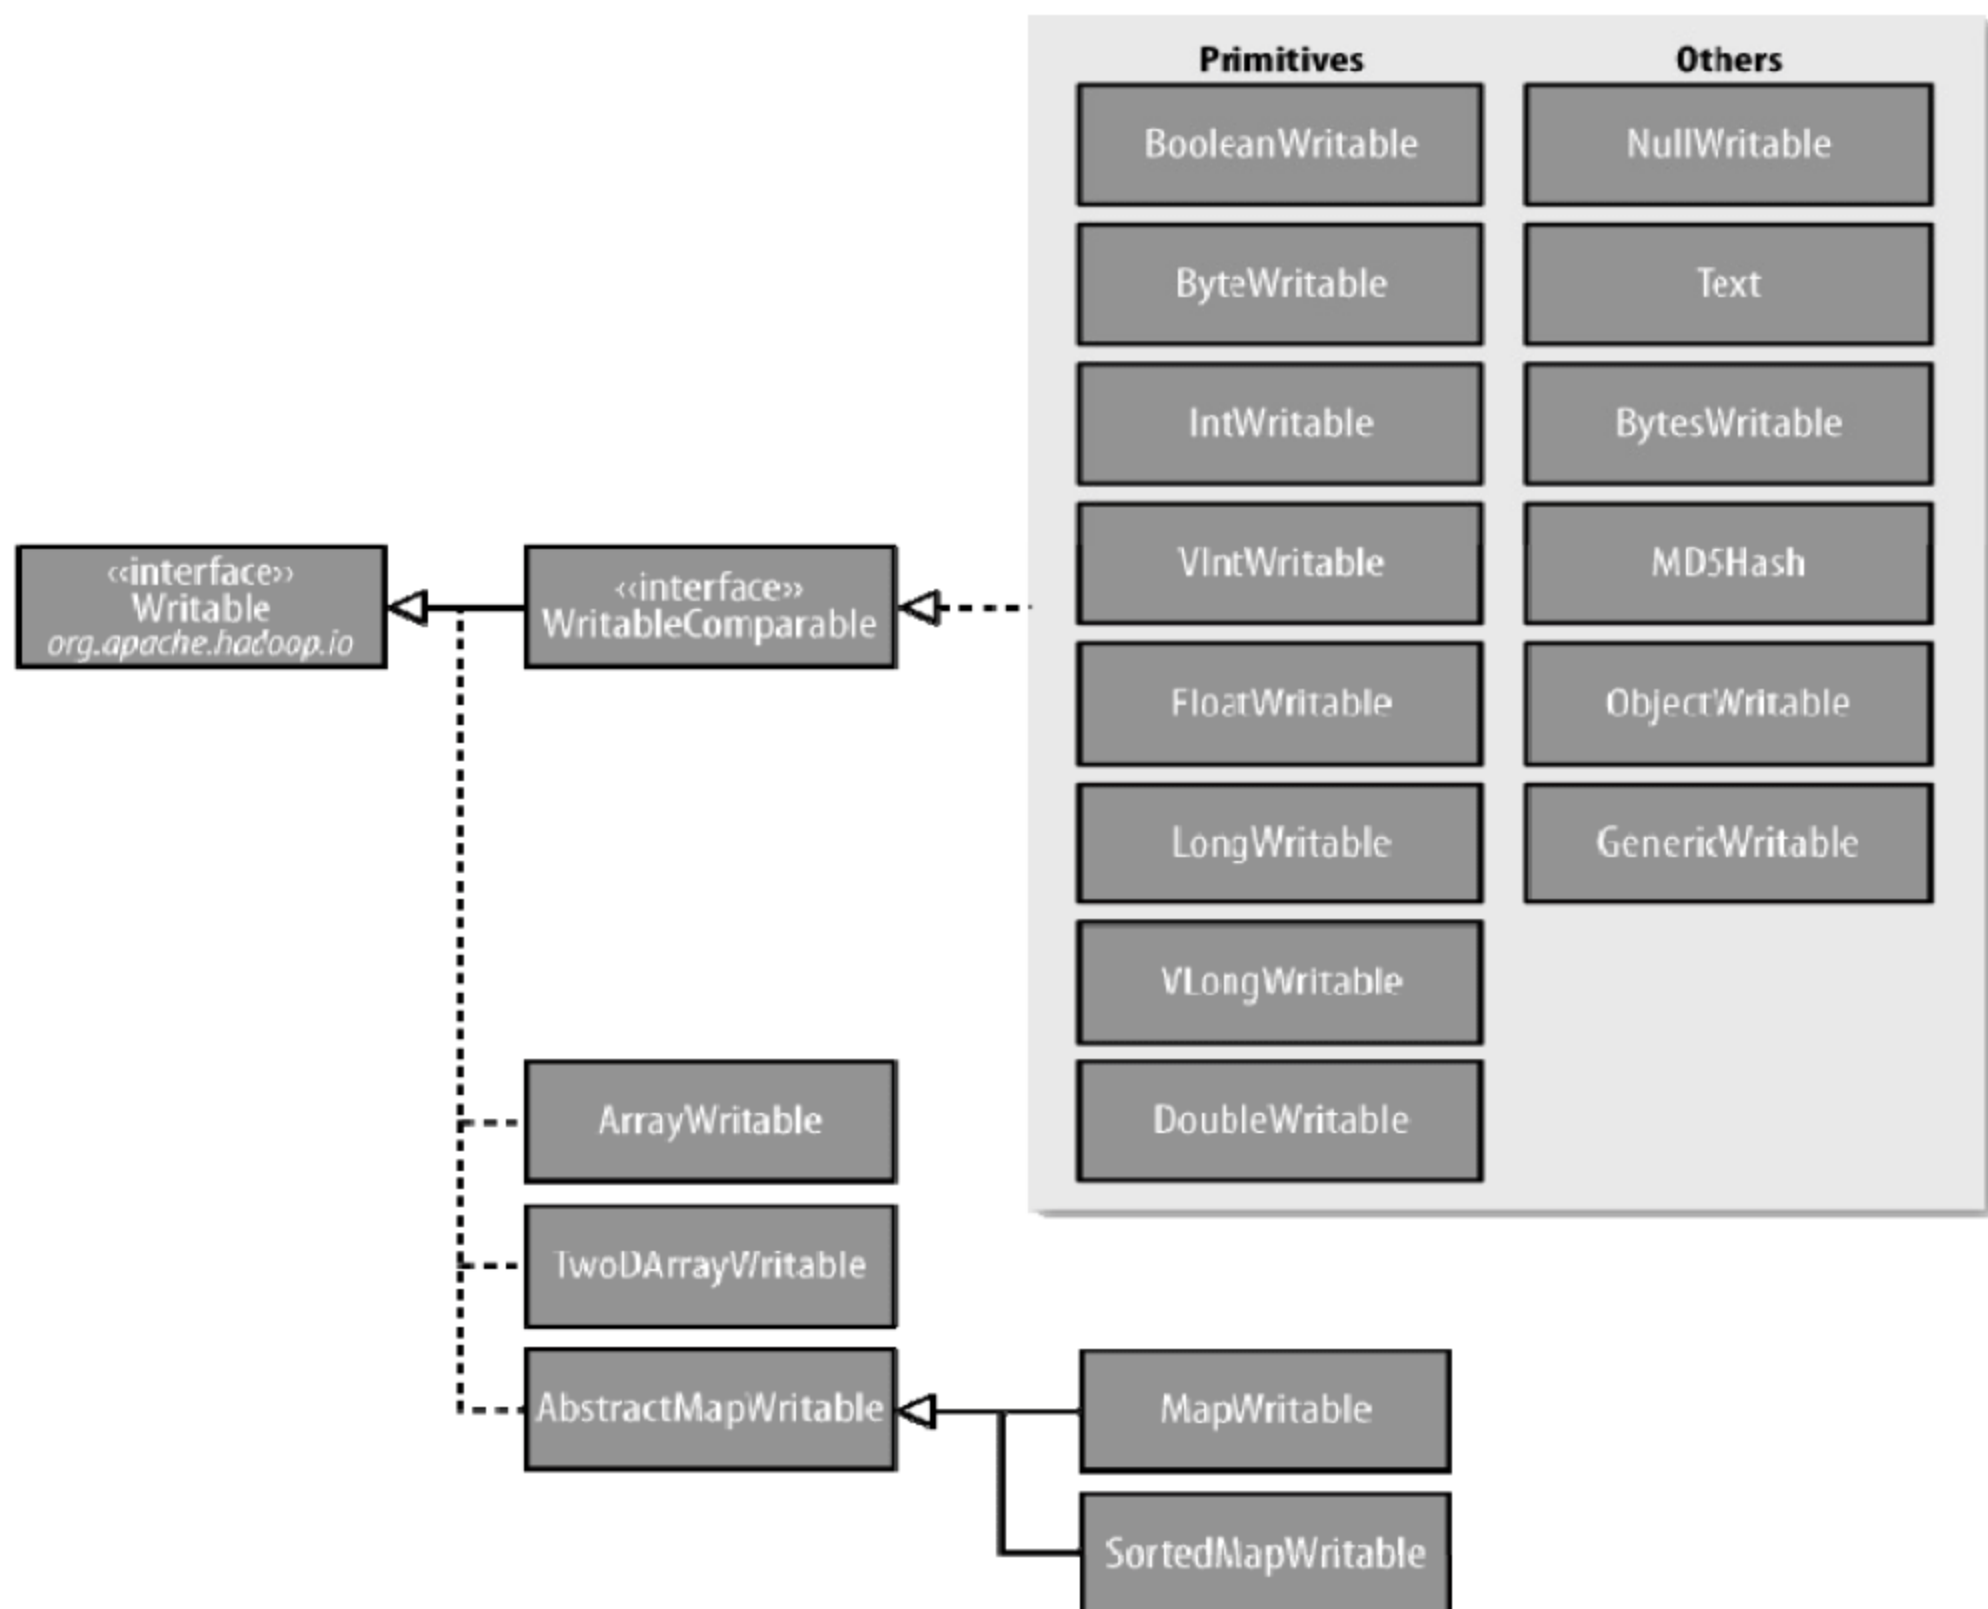 Primitives
Others
BooleanWritable
NullWritable
ByteWritable
Text
IntWritable
BytesWritable
«interface»
Writable
org.apache.hadoop.io
«interface»
WritableComparable
VIntWritable
MD5Hash
FloatWritable
ObjectWritable
LongWritable
GenericWritable
VLongWritable
ArrayWritable
DoubleWritable
TwoDArrayWritable
AbstractMapWritable
MapWritable
SortedMapWritable